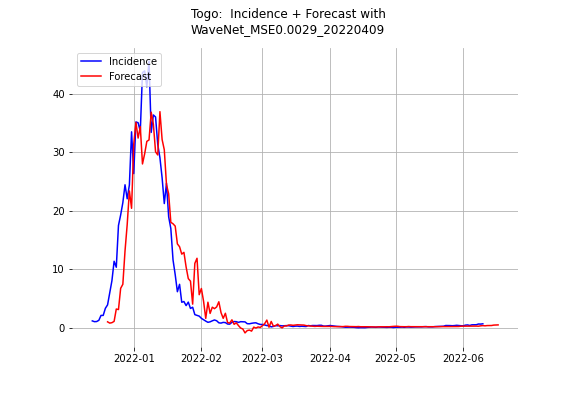 Togo:  Incidence + Forecast with
WaveNet_MSE0.0029_20220409
Incidence
Forecast
40
30
20
10
0
2022-01 2022-02 2022-03 2022-04 2022-05 2022-06